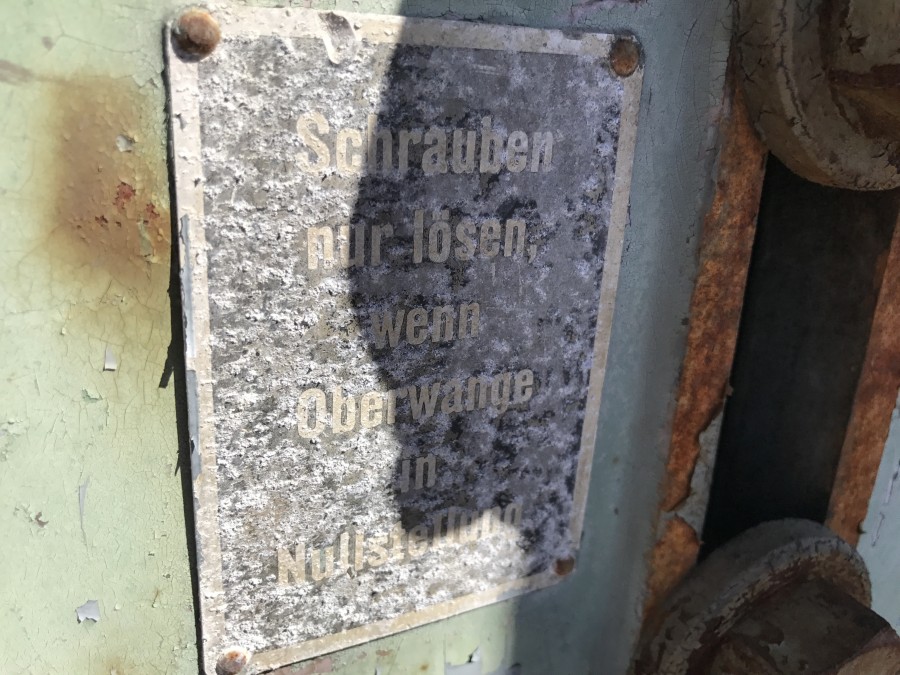 Schrauben
nur lösen,
wenn
Oberwange
in
Nullstellung